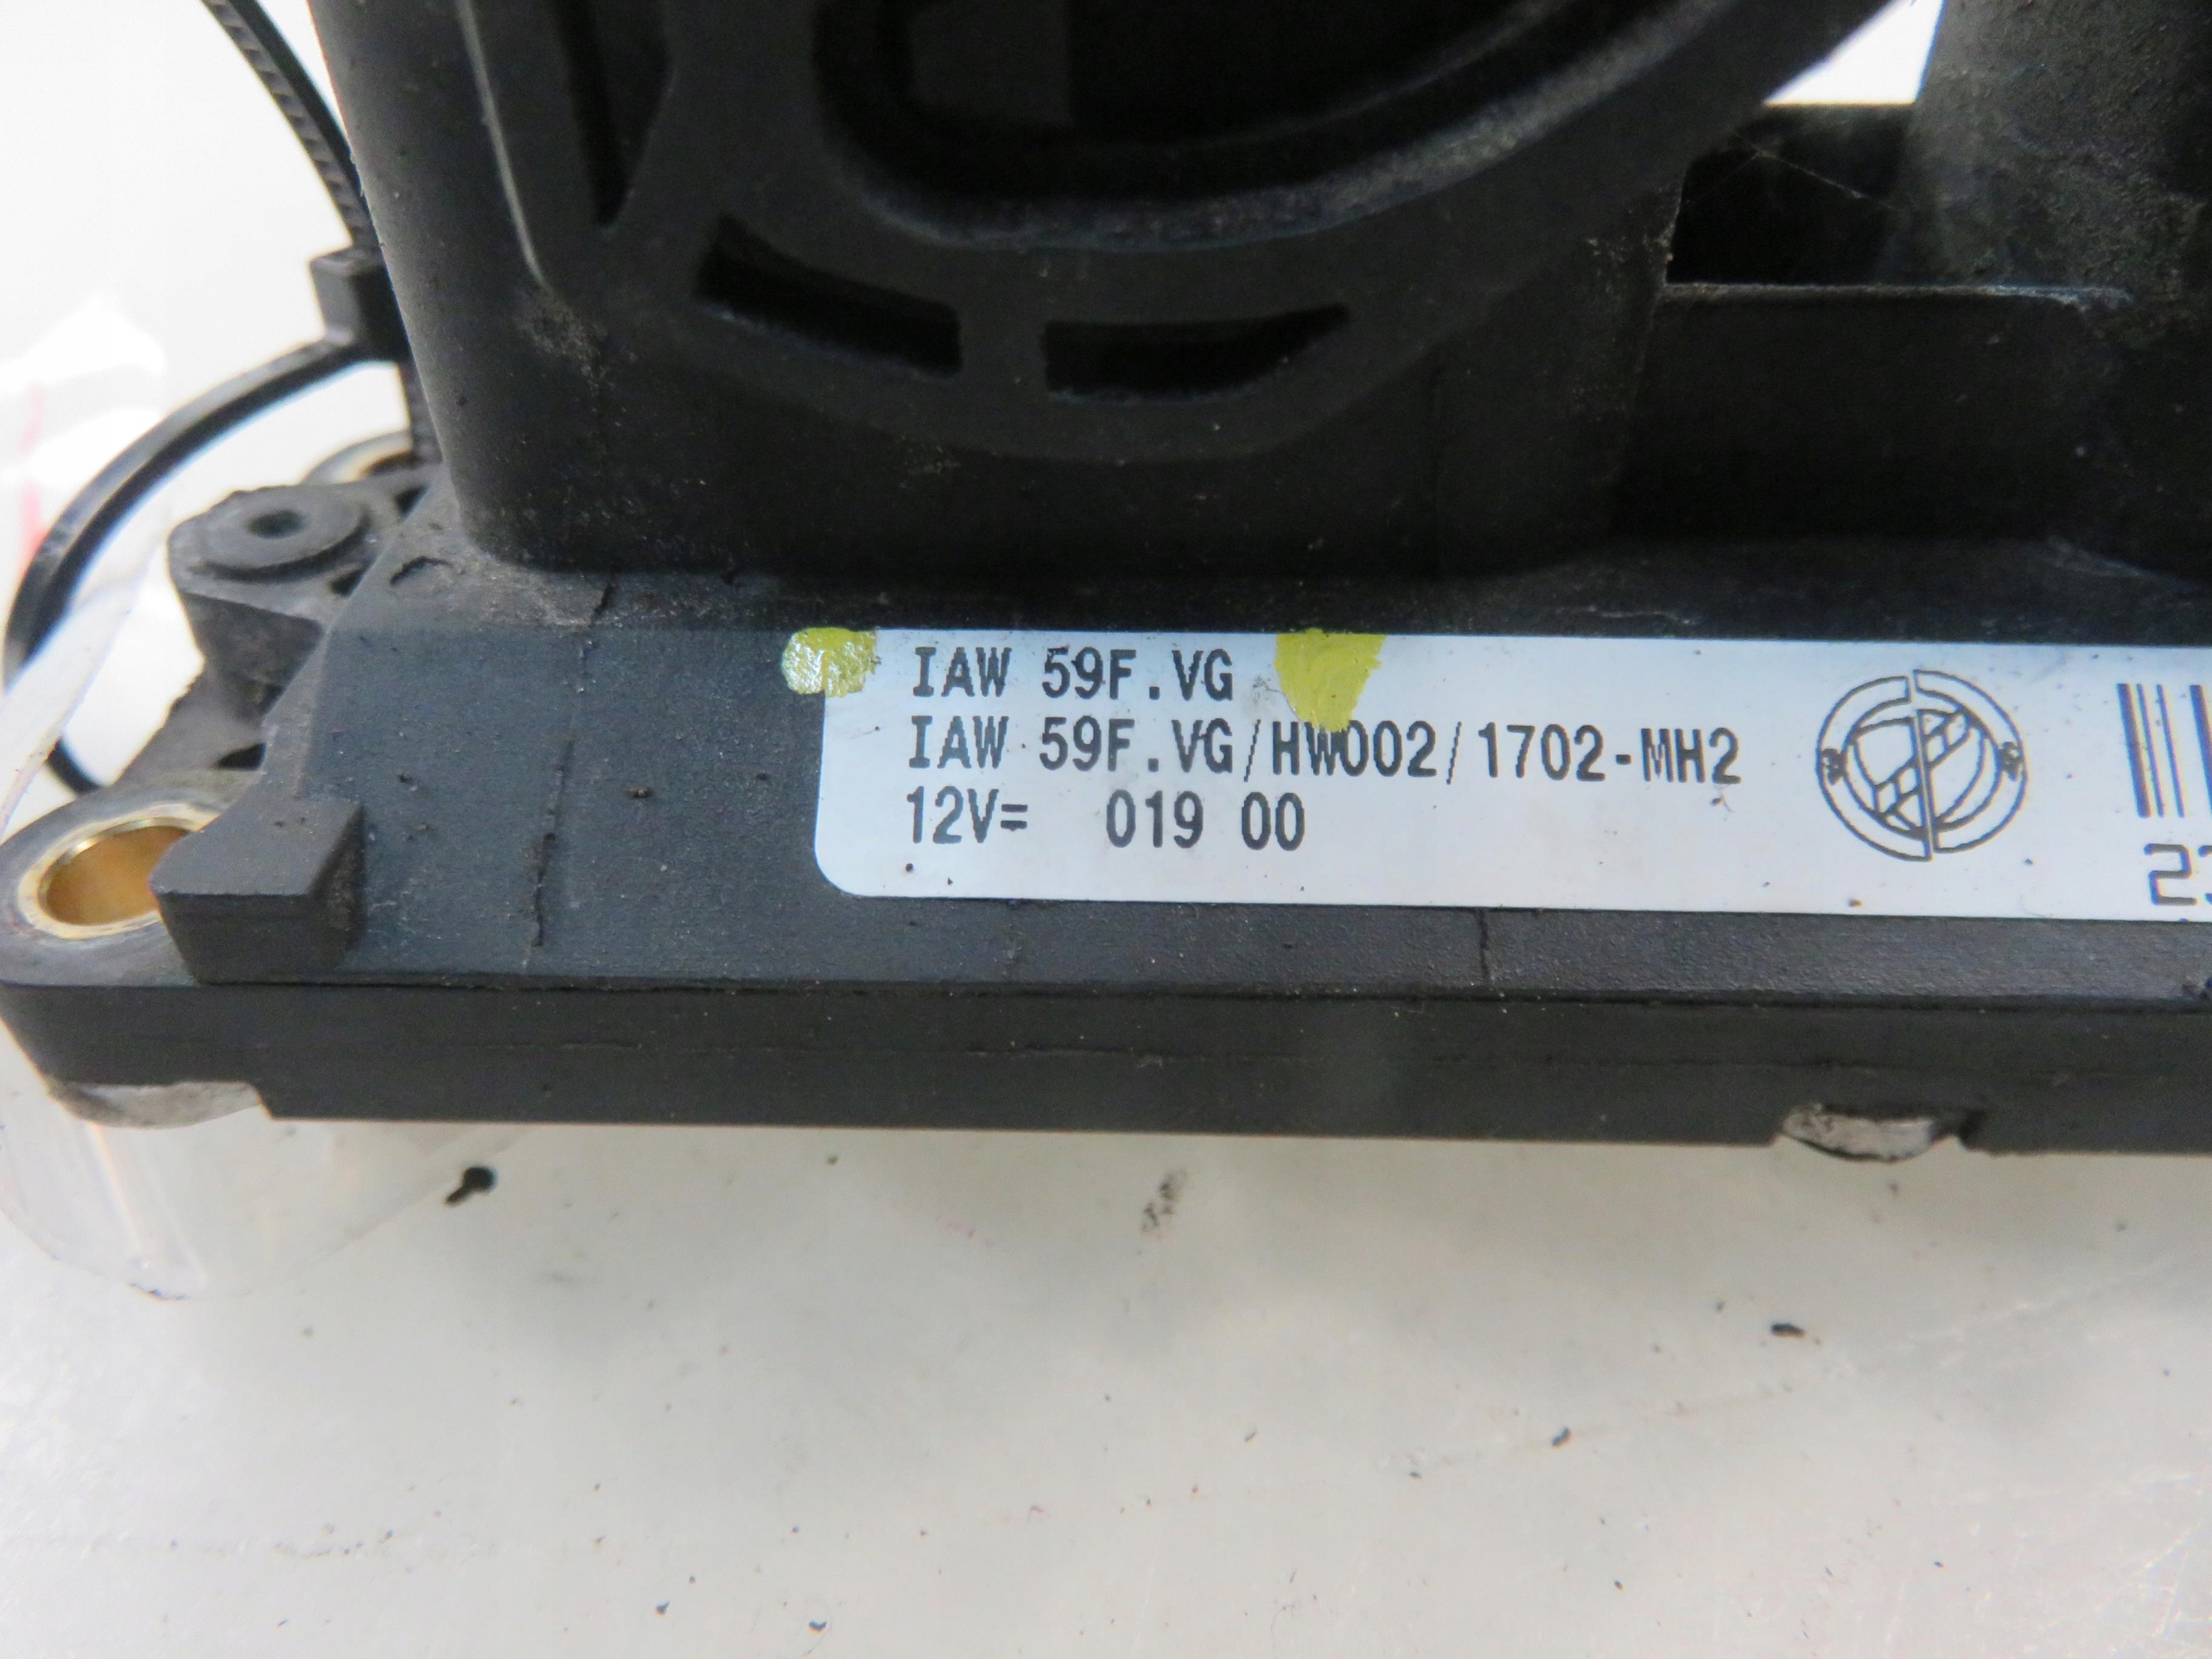 IAW 59F.VG
IAW 59F.VG/HW002/1702-MH2
12V= 019 00